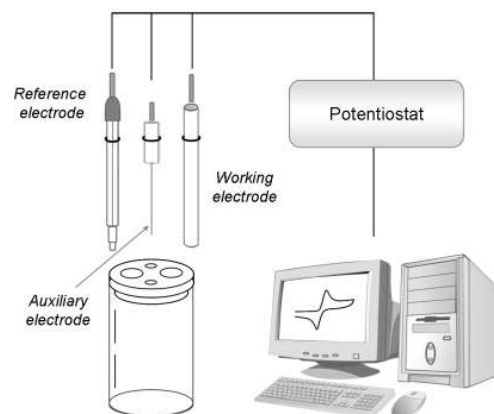 Reference
electrode
Potentiostat
Working
electrode
Auxiliary
electrode